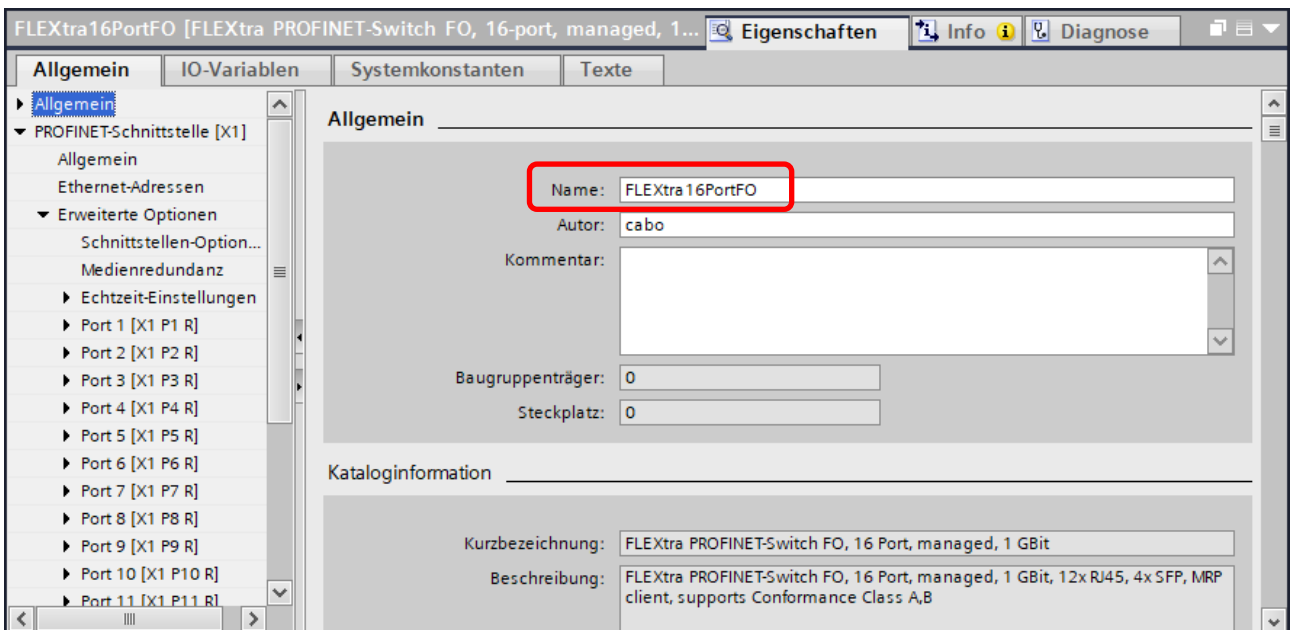 FLEXtra16PortFO [FLEXtra PROFINET-Switch FO, 16-port, managed, 1...
Eigenschaften
Info
Diagnose
Allgemein
IO-Variablen
Systemkonstanten
Texte
Allgemein
PROFINET-Schnittstelle [X1]
Allgemein
Ethernet-Adressen
Erweiterte Optionen
Schnittstellen-Option...
Medienredundanz
Echtzeit-Einstellungen
Port 1 [X1 P1 R]
Port 2 [X1 P2 R]
Port 3 [X1 P3 R]
Port 4 [X1 P4 R]
Port 5 [X1 P5 R]
Port 6 [X1 P6 R]
Port 7 [X1 P7 R]
Port 8 [X1 P8 R]
Port 9 [X1 P9 R]
Port 10 [X1 P10 R]
Port 11 [X1 P11 R]
Allgemein
Name: FLEXtra16PortFO
Autor: cabo
Kommentar:
Baugruppenträger: 0
Steckplatz: 0
Kataloginformation
Kurzbezeichnung: FLEXtra PROFINET-Switch FO, 16 Port, managed, 1 GBit
Beschreibung: FLEXtra PROFINET-Switch FO, 16 Port, managed, 1 GBit, 12x RJ45, 4x SFP, MRP
client, supports Conformance Class A,B